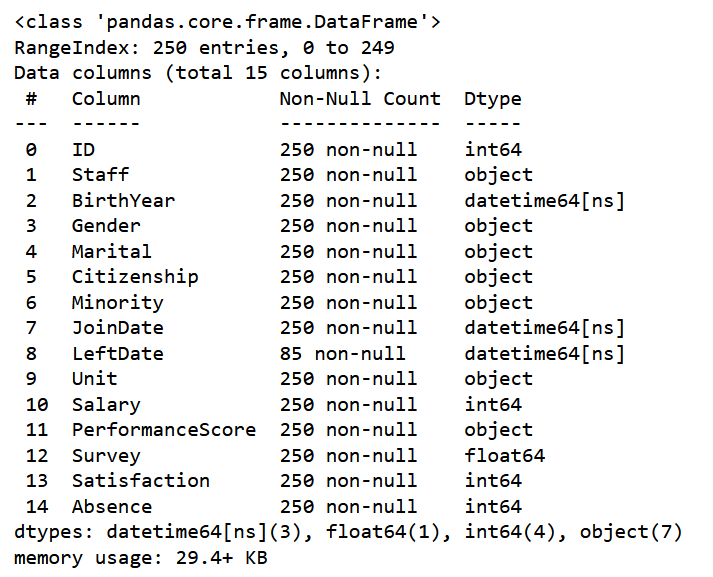 <class 'pandas.core.frame.DataFrame'>
RangeIndex: 250 entries, 0 to 249
Data columns (total 15 columns):
 #   Column            Non-Null Count  Dtype
---  ------            --------------  -----
 0   ID                250 non-null    int64
 1   Staff             250 non-null    object
 2   BirthYear         250 non-null    datetime64[ns]
 3   Gender            250 non-null    object
 4   Marital           250 non-null    object
 5   Citizenship       250 non-null    object
 6   Minority          250 non-null    object
 7   JoinDate          250 non-null    datetime64[ns]
 8   LeftDate          85 non-null     datetime64[ns]
 9   Unit              250 non-null    object
 10  Salary            250 non-null    int64
 11  PerformanceScore  250 non-null    object
 12  Survey            250 non-null    float64
 13  Satisfaction      250 non-null    int64
 14  Absence           250 non-null    int64
dtypes: datetime64[ns](3), float64(1), int64(4), object(7)
memory usage: 29.4+ KB